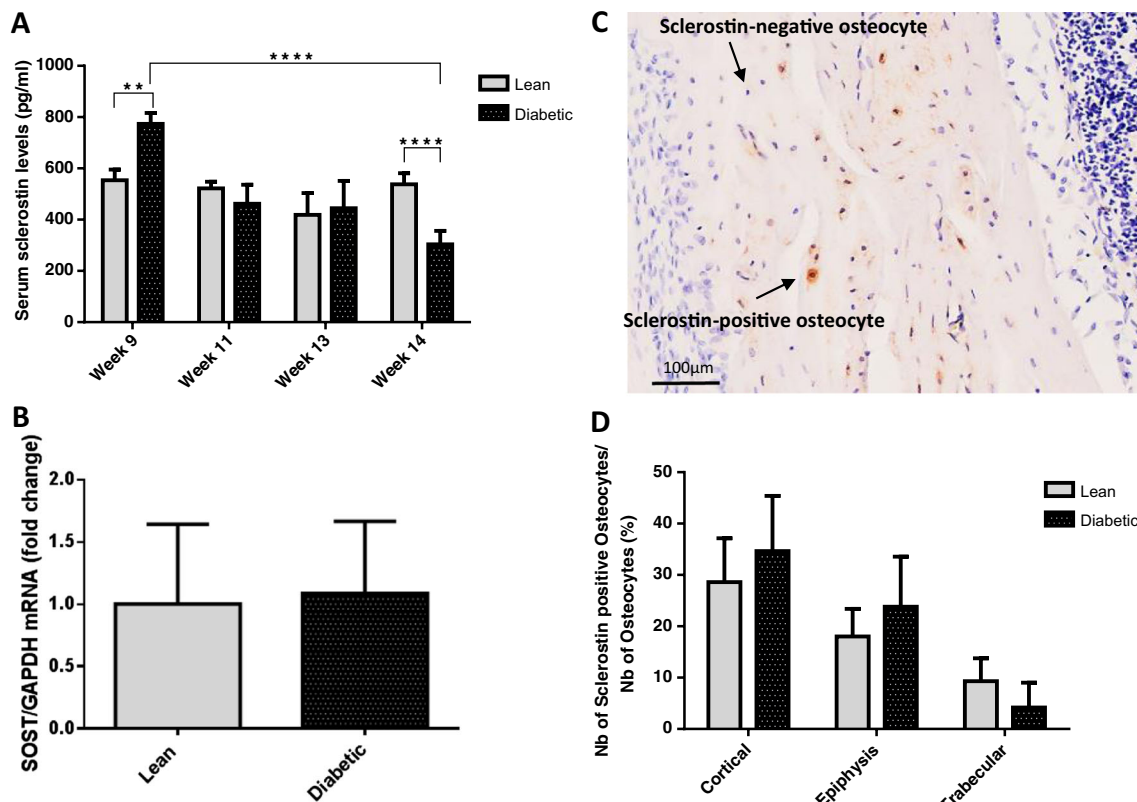 A
Serum sclerostin levels (pg/ml)
1000
800
600
400
200
0
**
****
****
Lean
Diabetic
Week 9
Week 11
Week 13
Week 14
B
SOST/GAPDH mRNA (fold change)
2.0
1.5
1.0
0.5
0.0
Lean
Diabetic
C
Sclerostin-negative osteocyte
Sclerostin-positive osteocyte
100µm
D
Nb of Sclerostin positive Osteocytes/
Nb of Osteocytes (%)
50
40
30
20
10
0
Lean
Diabetic
Cortical
Epiphysis
Trabecular